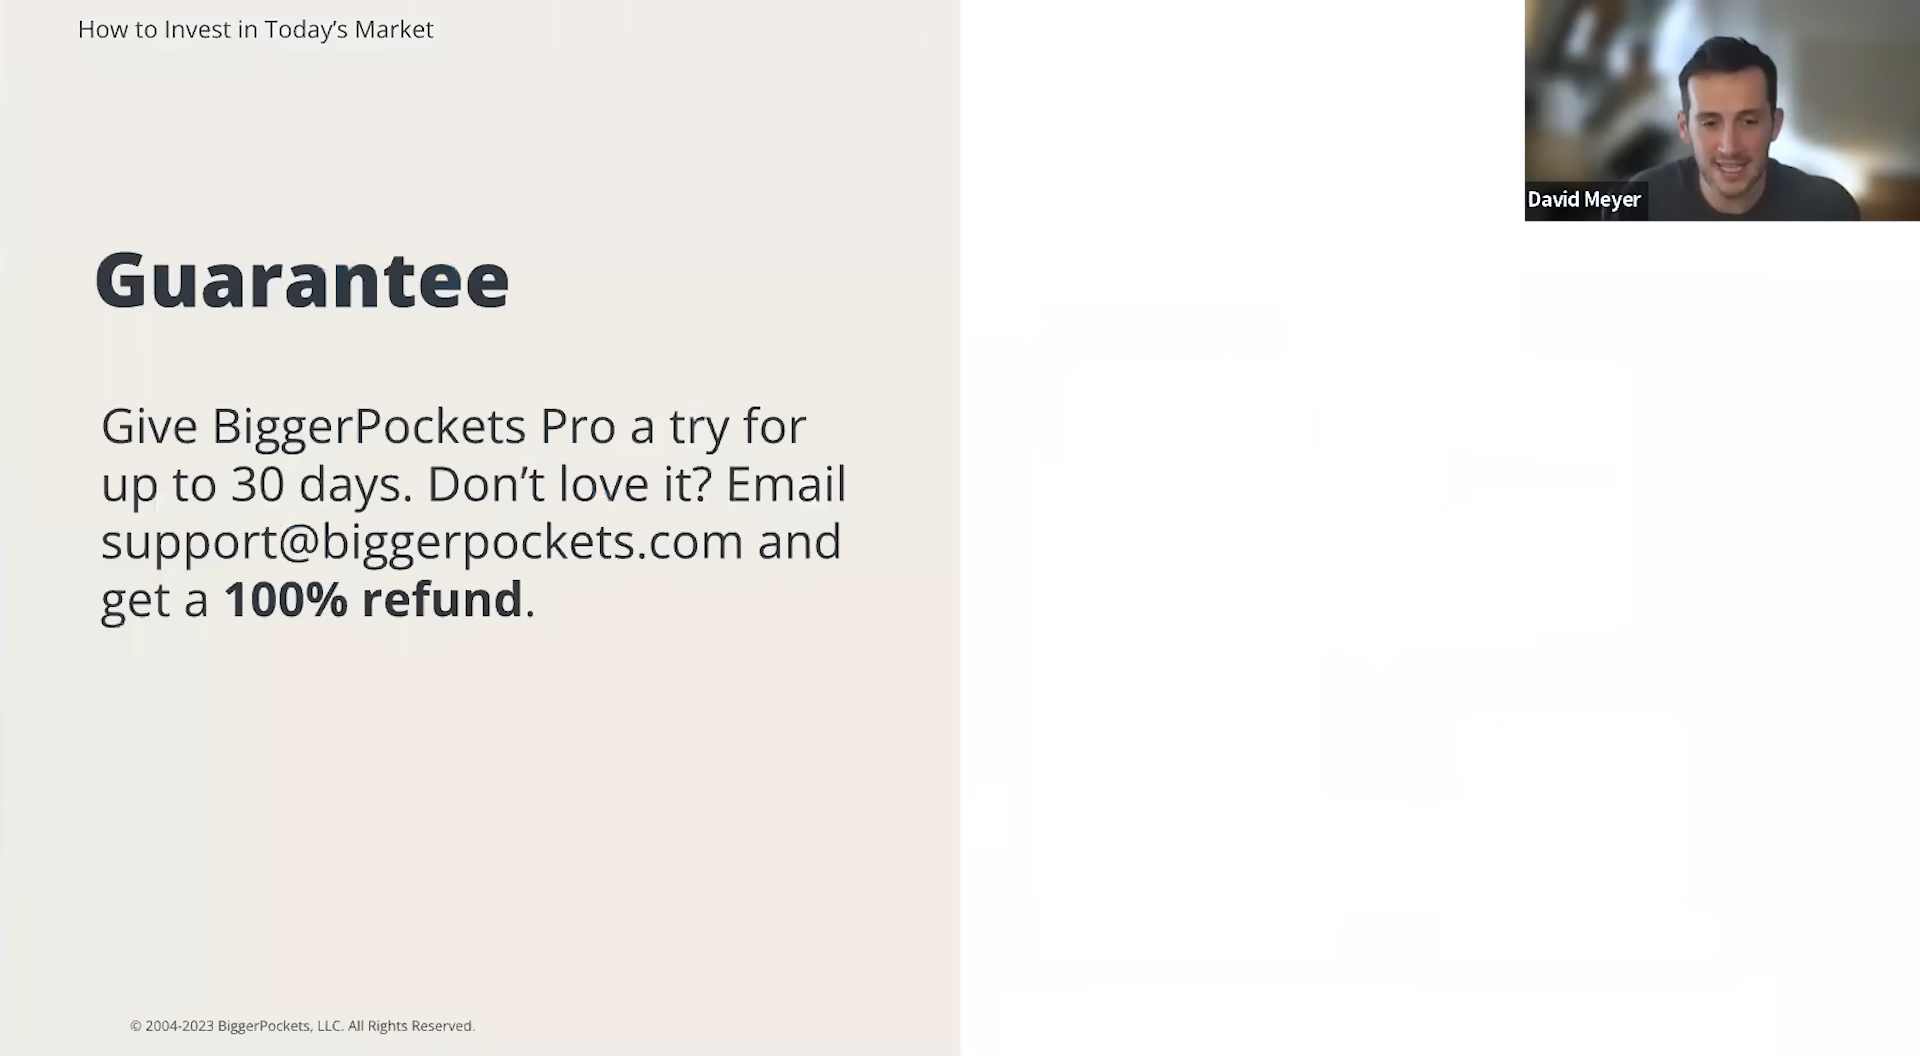 How to Invest in Today’s Market
David Meyer
Guarantee
Give BiggerPockets Pro a try for
up to 30 days. Don’t love it? Email
support@biggerpockets.com and
get a 100% refund.
© 2004-2023 BiggerPockets, LLC. All Rights Reserved.